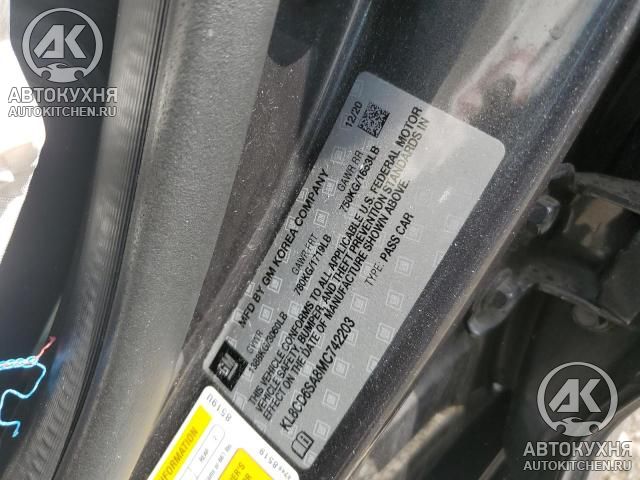 АВТОКУХНЯ
AUTOKITCHEN.RU
MFD BY GM KOREA COMPANY
12/20
GVWR
GAWR FRT
GAWR RR
780KG/1719LB
750KG/1653LB
THIS VEHICLE CONFORMS TO ALL APPLICABLE U.S. FEDERAL MOTOR
VEHICLE SAFETY, BUMPER, AND THEFT PREVENTION STANDARDS IN
EFFECT ON THE DATE OF MANUFACTURE SHOWN ABOVE.
TYPE: PASS CAR
KL8CD6SA8MC742203
8519U
INFORMATION
АВТОКУХНЯ
AUTOKITCHEN.RU